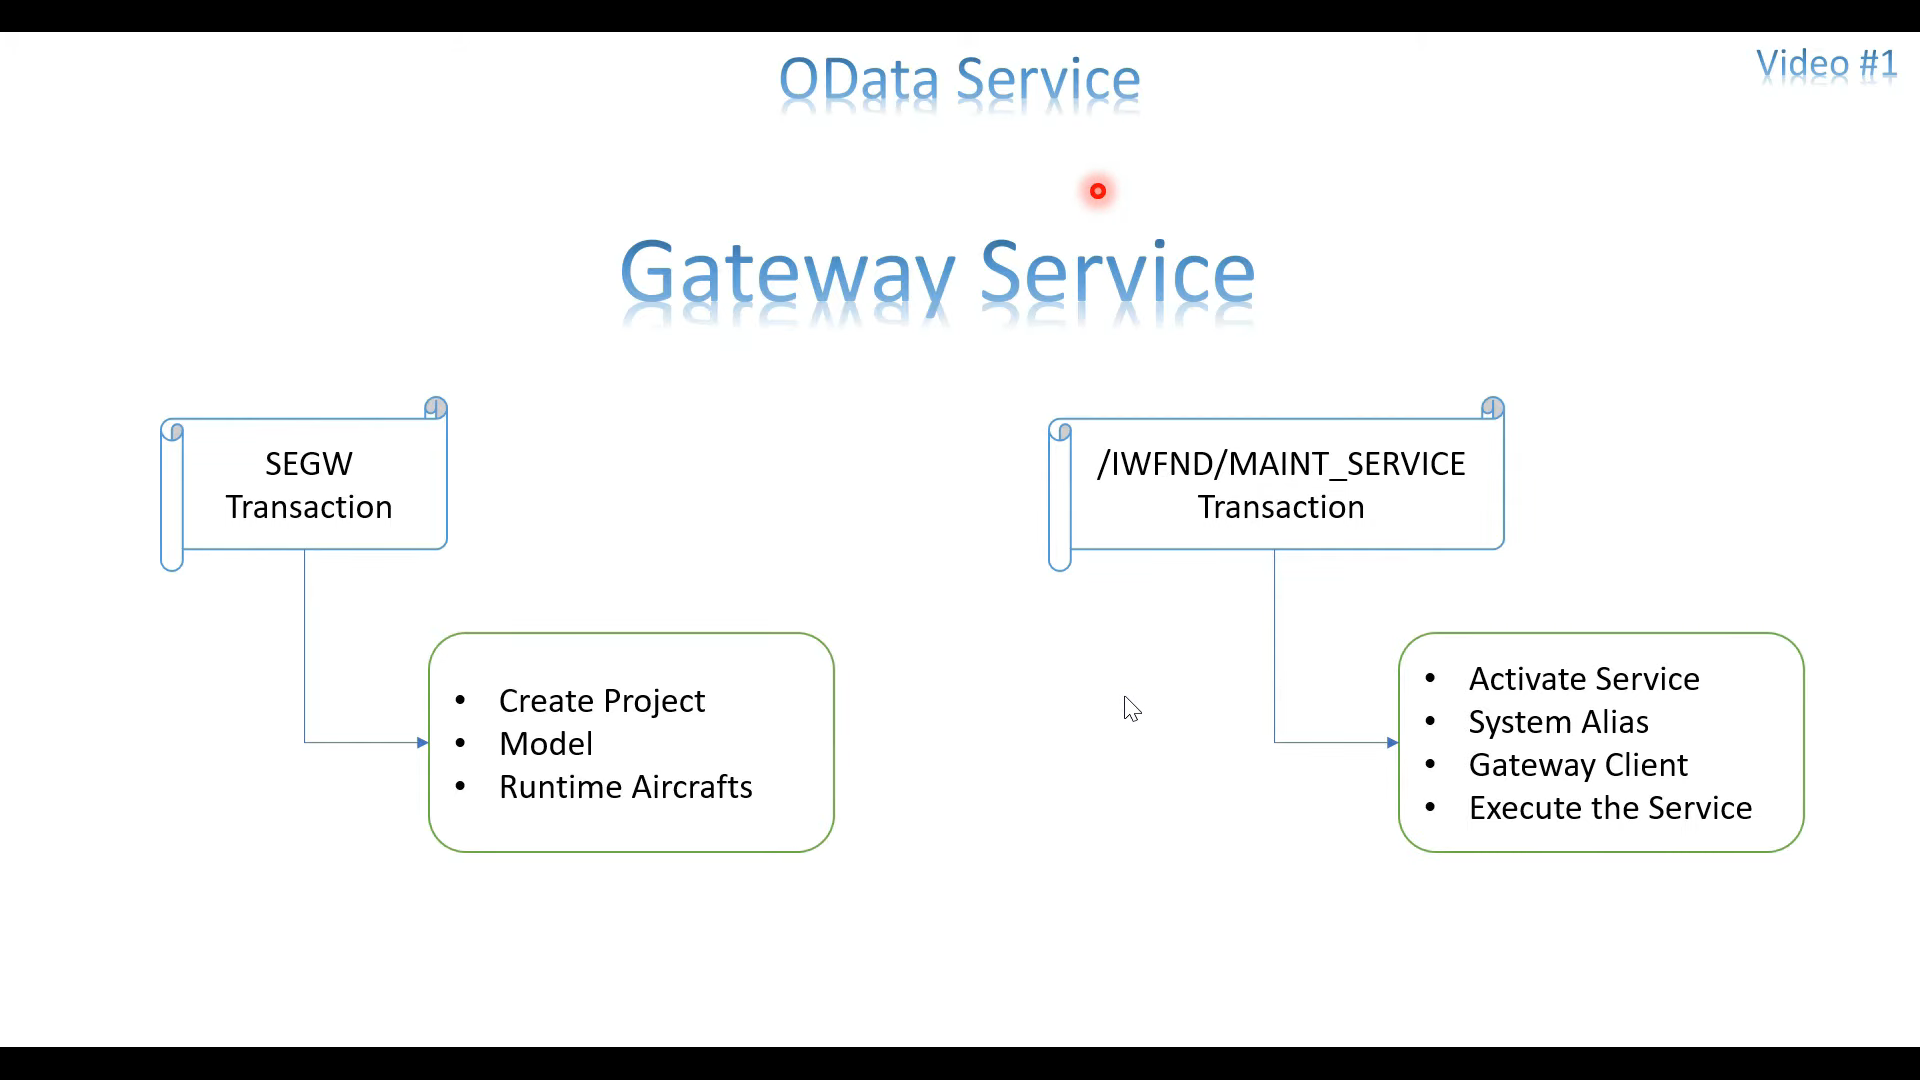 OData Service
Video #1
Gateway Service
SEGW
Transaction
/IWFND/MAINT_SERVICE
Transaction
• Create Project
• Model
• Runtime Aircrafts
• Activate Service
• System Alias
• Gateway Client
• Execute the Service